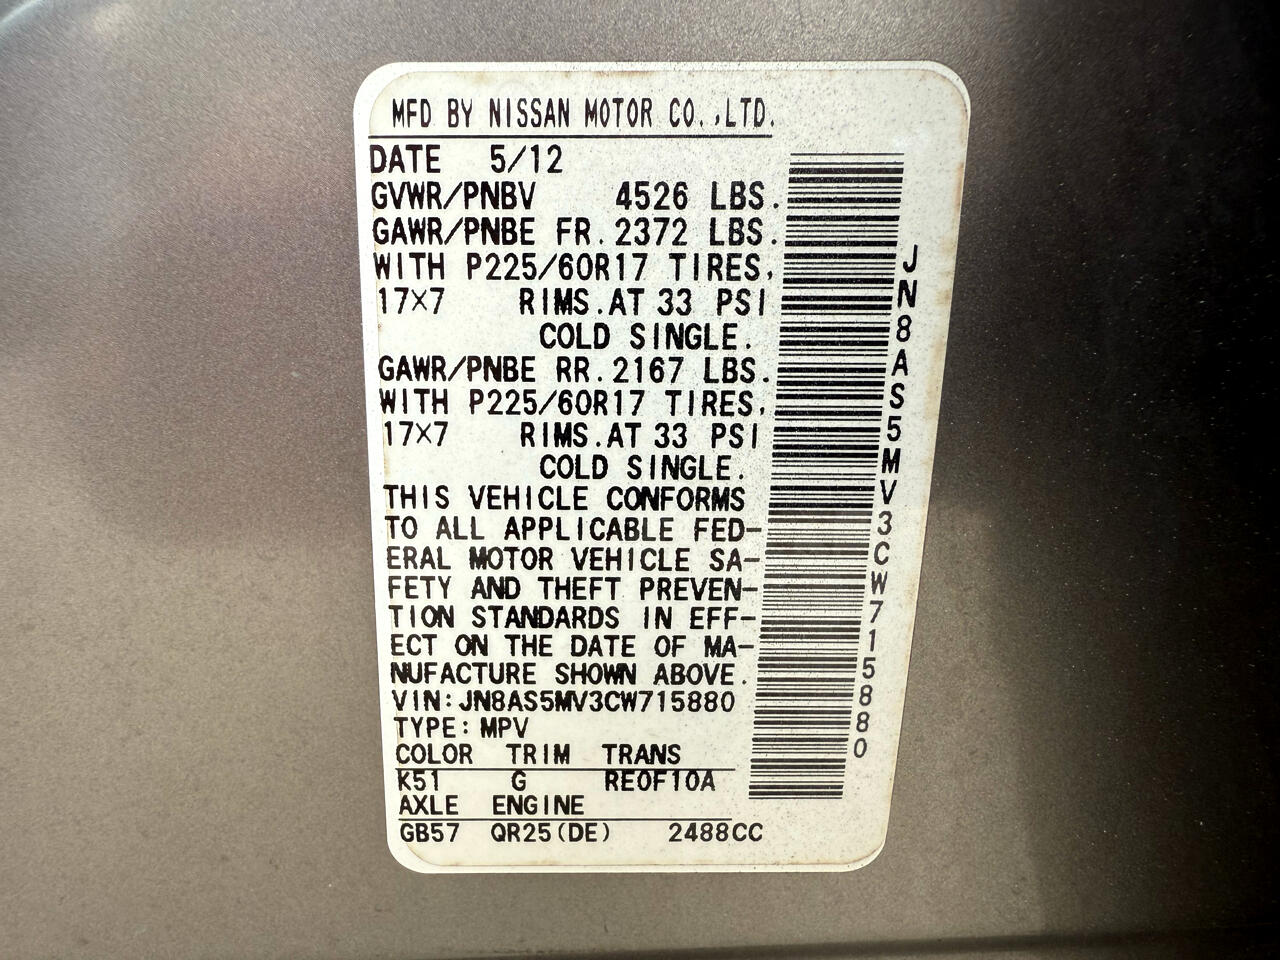 MFD BY NISSAN MOTOR CO.,LTD.
DATE 5/12
GVWR/PNBV 4526 LBS.
GAWR/PNBE FR. 2372 LBS.
WITH P225/60R17 TIRES,
17×7 RIMS.AT 33 PSI
COLD SINGLE.
GAWR/PNBE RR. 2167 LBS.
WITH P225/60R17 TIRES,
17×7 RIMS.AT 33 PSI
COLD SINGLE.
THIS VEHICLE CONFORMS
TO ALL APPLICABLE FED-
ERAL MOTOR VEHICLE SA-
FETY AND THEFT PREVEN-
TION STANDARDS IN EFF-
ECT ON THE DATE OF MA-
NUFACTURE SHOWN ABOVE.
VIN:JN8AS5MV3CW715880
TYPE:MPV
COLOR TRIM TRANS
K51 G RE0F10A
AXLE ENGINE
GB57 QR25(DE) 2488CC
JN8AS5MV3CW715880